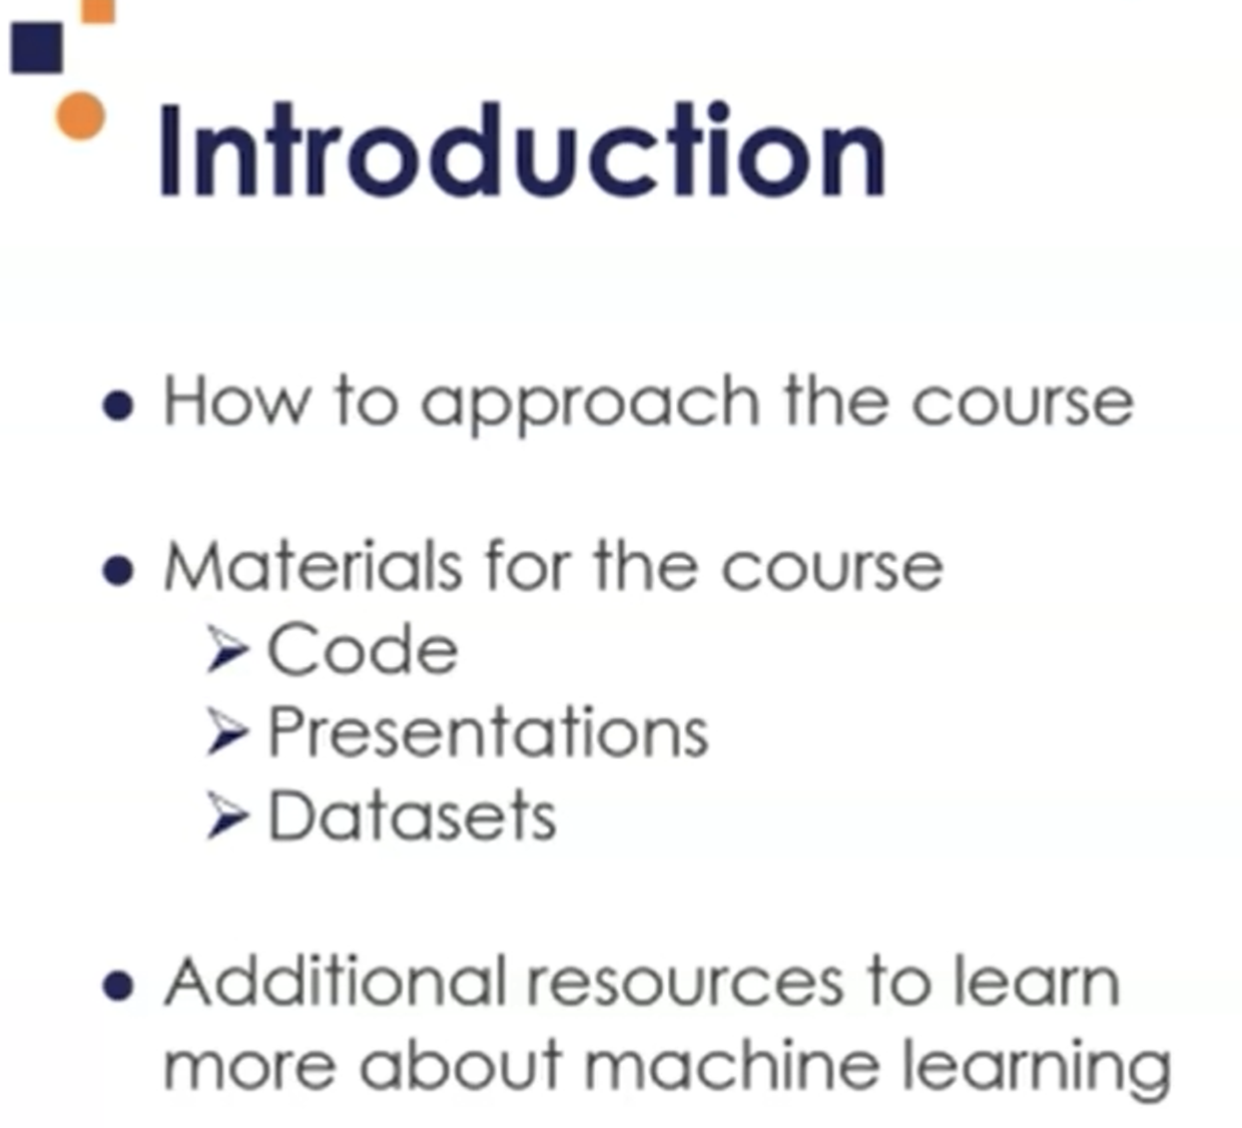 Introduction
• How to approach the course
• Materials for the course
➢ Code
➢ Presentations
➢ Datasets
• Additional resources to learn
more about machine learning